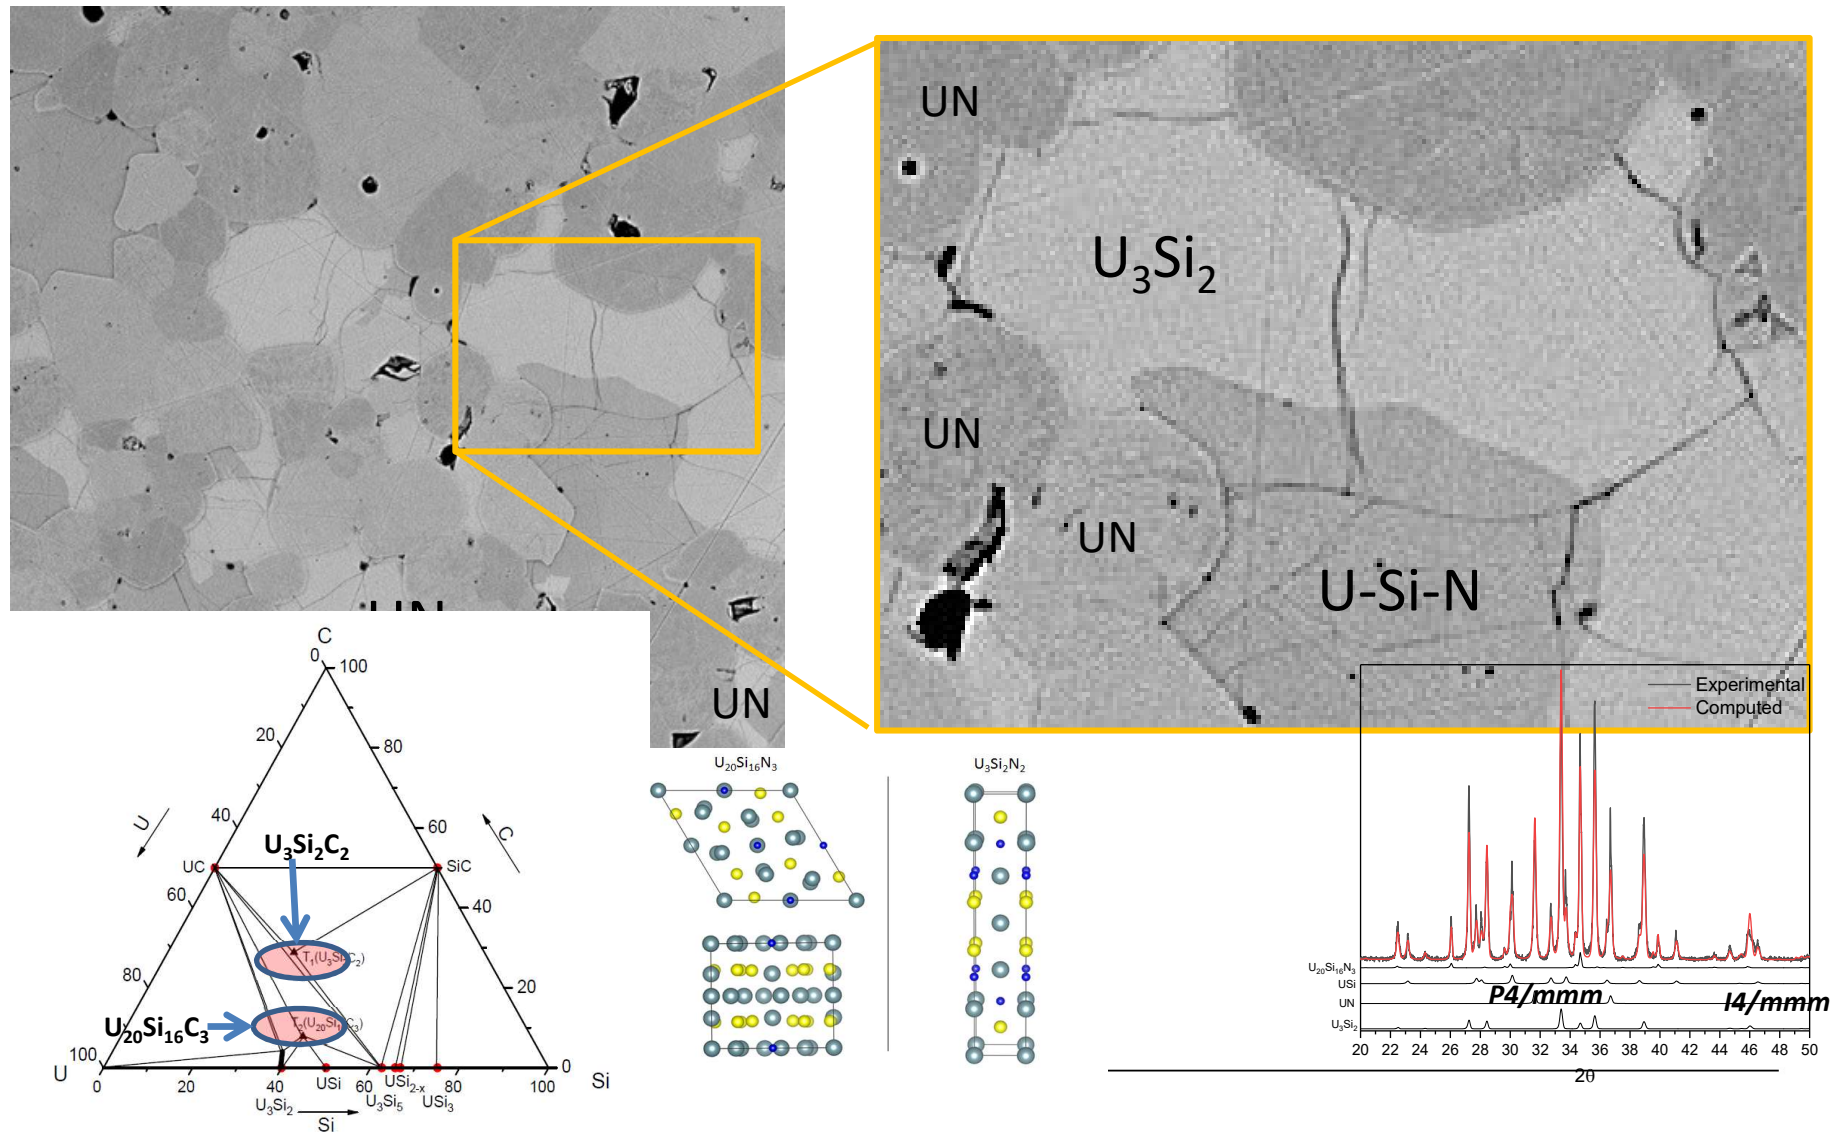 UN
U₃Si₂
UN
UN
U-Si-N
UN
UN
C
0
100
20
80
U
C
40
60
U₃Si₂C₂
UC
SiC
60
40
T₁(U₃Si₂C₂)
80
20
T₂(U₂₀Si₁₆C₃)
U₂₀Si₁₆C₃
100
0
U
Si
0
20
40
60
80
100
USi
USi₂₋ₓ
U₃Si₂
U₃Si₅
USi₃
Si
U₂₀Si₁₆N₃
U₃Si₂N₂
Experimental
Computed
U₂₀Si₁₆N₃
USi
UN
U₃Si₂
P4/mmm
I4/mmm
20 22 24 26 28 30 32 34 36 38 40 42 44 46 48 50
2θ